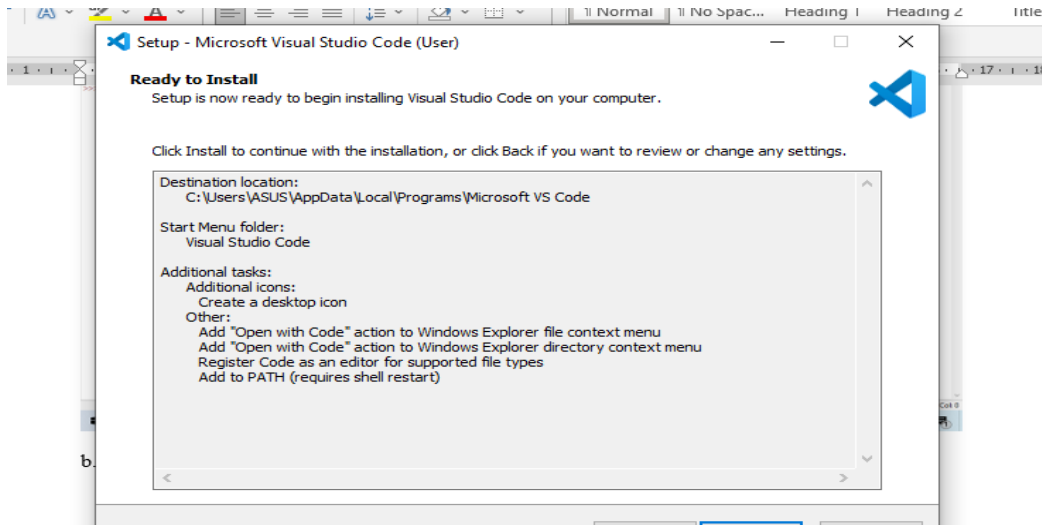 1 Normal 1 No Spac... Heading 1 Heading 2 Title
Setup - Microsoft Visual Studio Code (User)
1 17 18
Ready to Install
Setup is now ready to begin installing Visual Studio Code on your computer.
Click Install to continue with the installation, or click Back if you want to review or change any settings.
Destination location:
C:\Users\ASUS\AppData\Local\Programs\Microsoft VS Code
Start Menu folder:
Visual Studio Code
Additional tasks:
Additional icons:
Create a desktop icon
Other:
Add "Open with Code" action to Windows Explorer file context menu
Add "Open with Code" action to Windows Explorer directory context menu
Register Code as an editor for supported file types
Add to PATH (requires shell restart)
b.